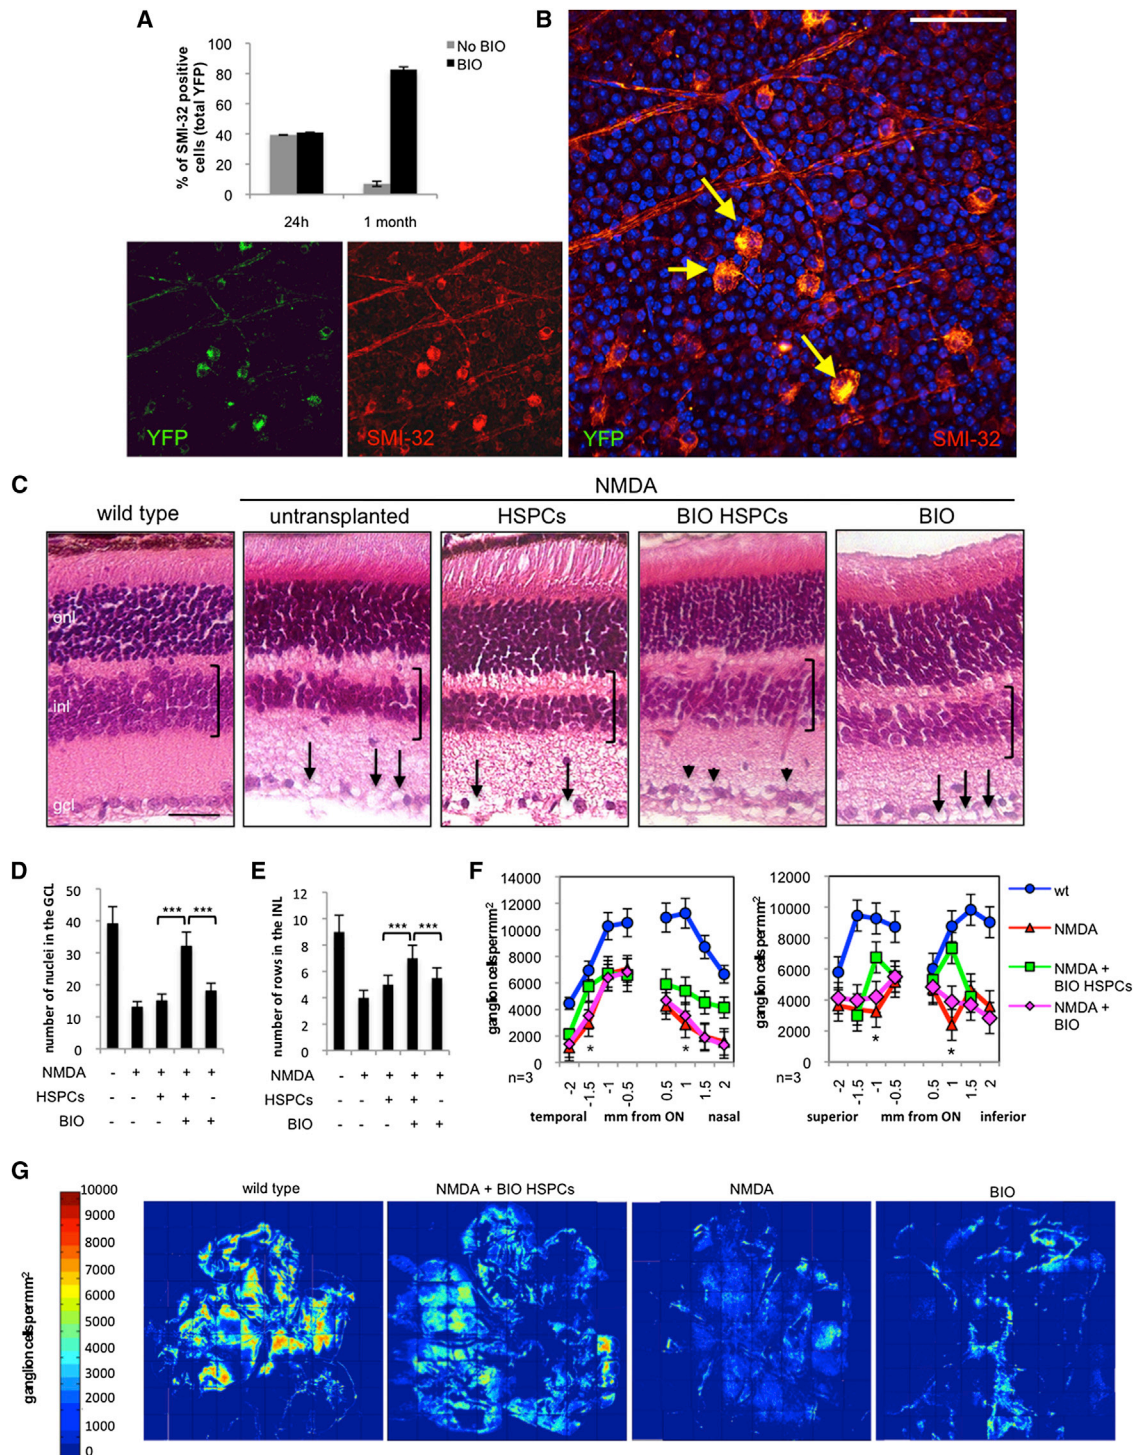 A
% of SMI-32 positive
cells (total YFP)
100
80
60
40
20
0
24h
1 month
No BIO
BIO
YFP
SMI-32
B
YFP
SMI-32
C
NMDA
wild type
untransplanted
HSPCs
BIO HSPCs
BIO
onl
inl
gcl
D
number of nuclei in the GCL
50
40
30
20
10
0
***
***
NMDA - + + + +
HSPCs - - + + -
BIO - - - + +
E
number of rows in the INL
12
10
8
6
4
2
0
***
***
NMDA - + + + +
HSPCs - - + + -
BIO - - - + +
F
ganglion cells per mm2
14000
12000
10000
8000
6000
4000
2000
0
*
*
n=3
-2
-1.5
-1
-0.5
0.5
1
1.5
2
temporal
mm from ON
nasal
ganglion cells per mm2
12000
10000
8000
6000
4000
2000
0
*
*
n=3
-2
-1.5
-1
-0.5
0.5
1
1.5
2
superior
mm from ON
inferior
wt
NMDA
NMDA +
BIO HSPCs
NMDA +
BIO
G
ganglion cells per mm2
10000
9000
8000
7000
6000
5000
4000
3000
2000
1000
0
wild type
NMDA + BIO HSPCs
NMDA
BIO